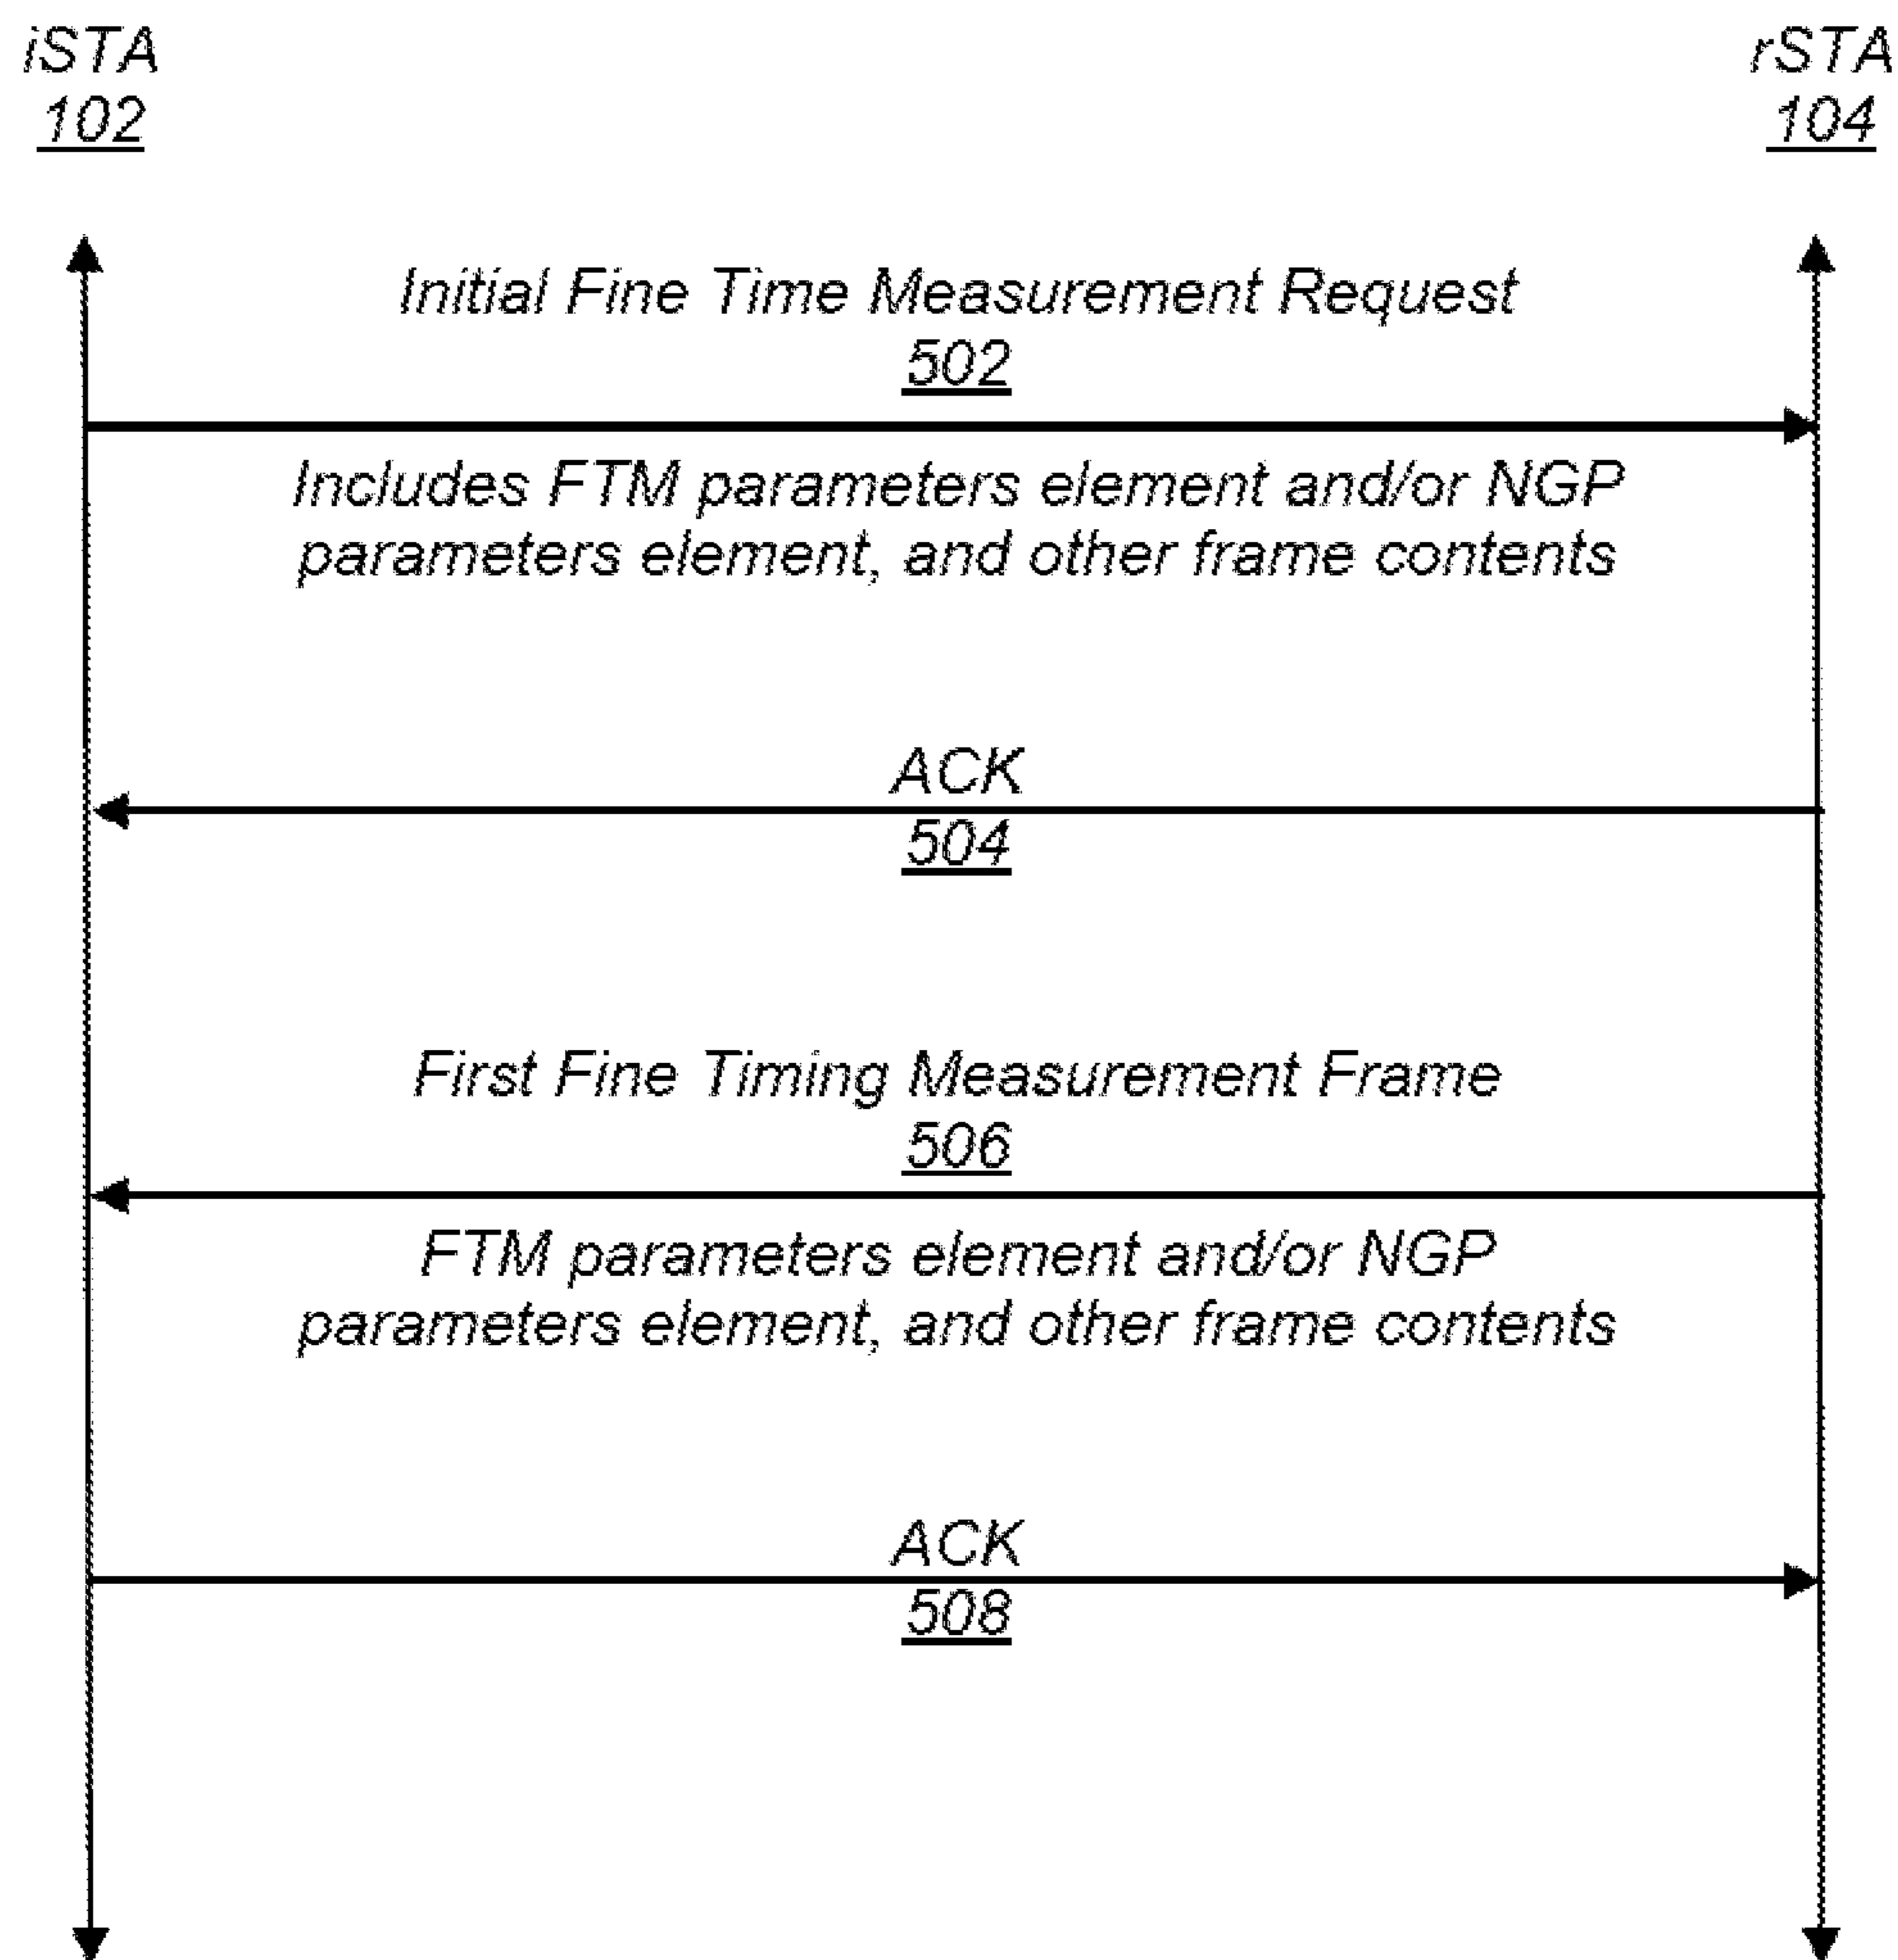 iSTA
102
rSTA
104
Initial Fine Time Measurement Request
502
Includes FTM parameters element and/or NGP
parameters element, and other frame contents
ACK
504
First Fine Timing Measurement Frame
506
FTM parameters element and/or NGP
parameters element, and other frame contents
ACK
508